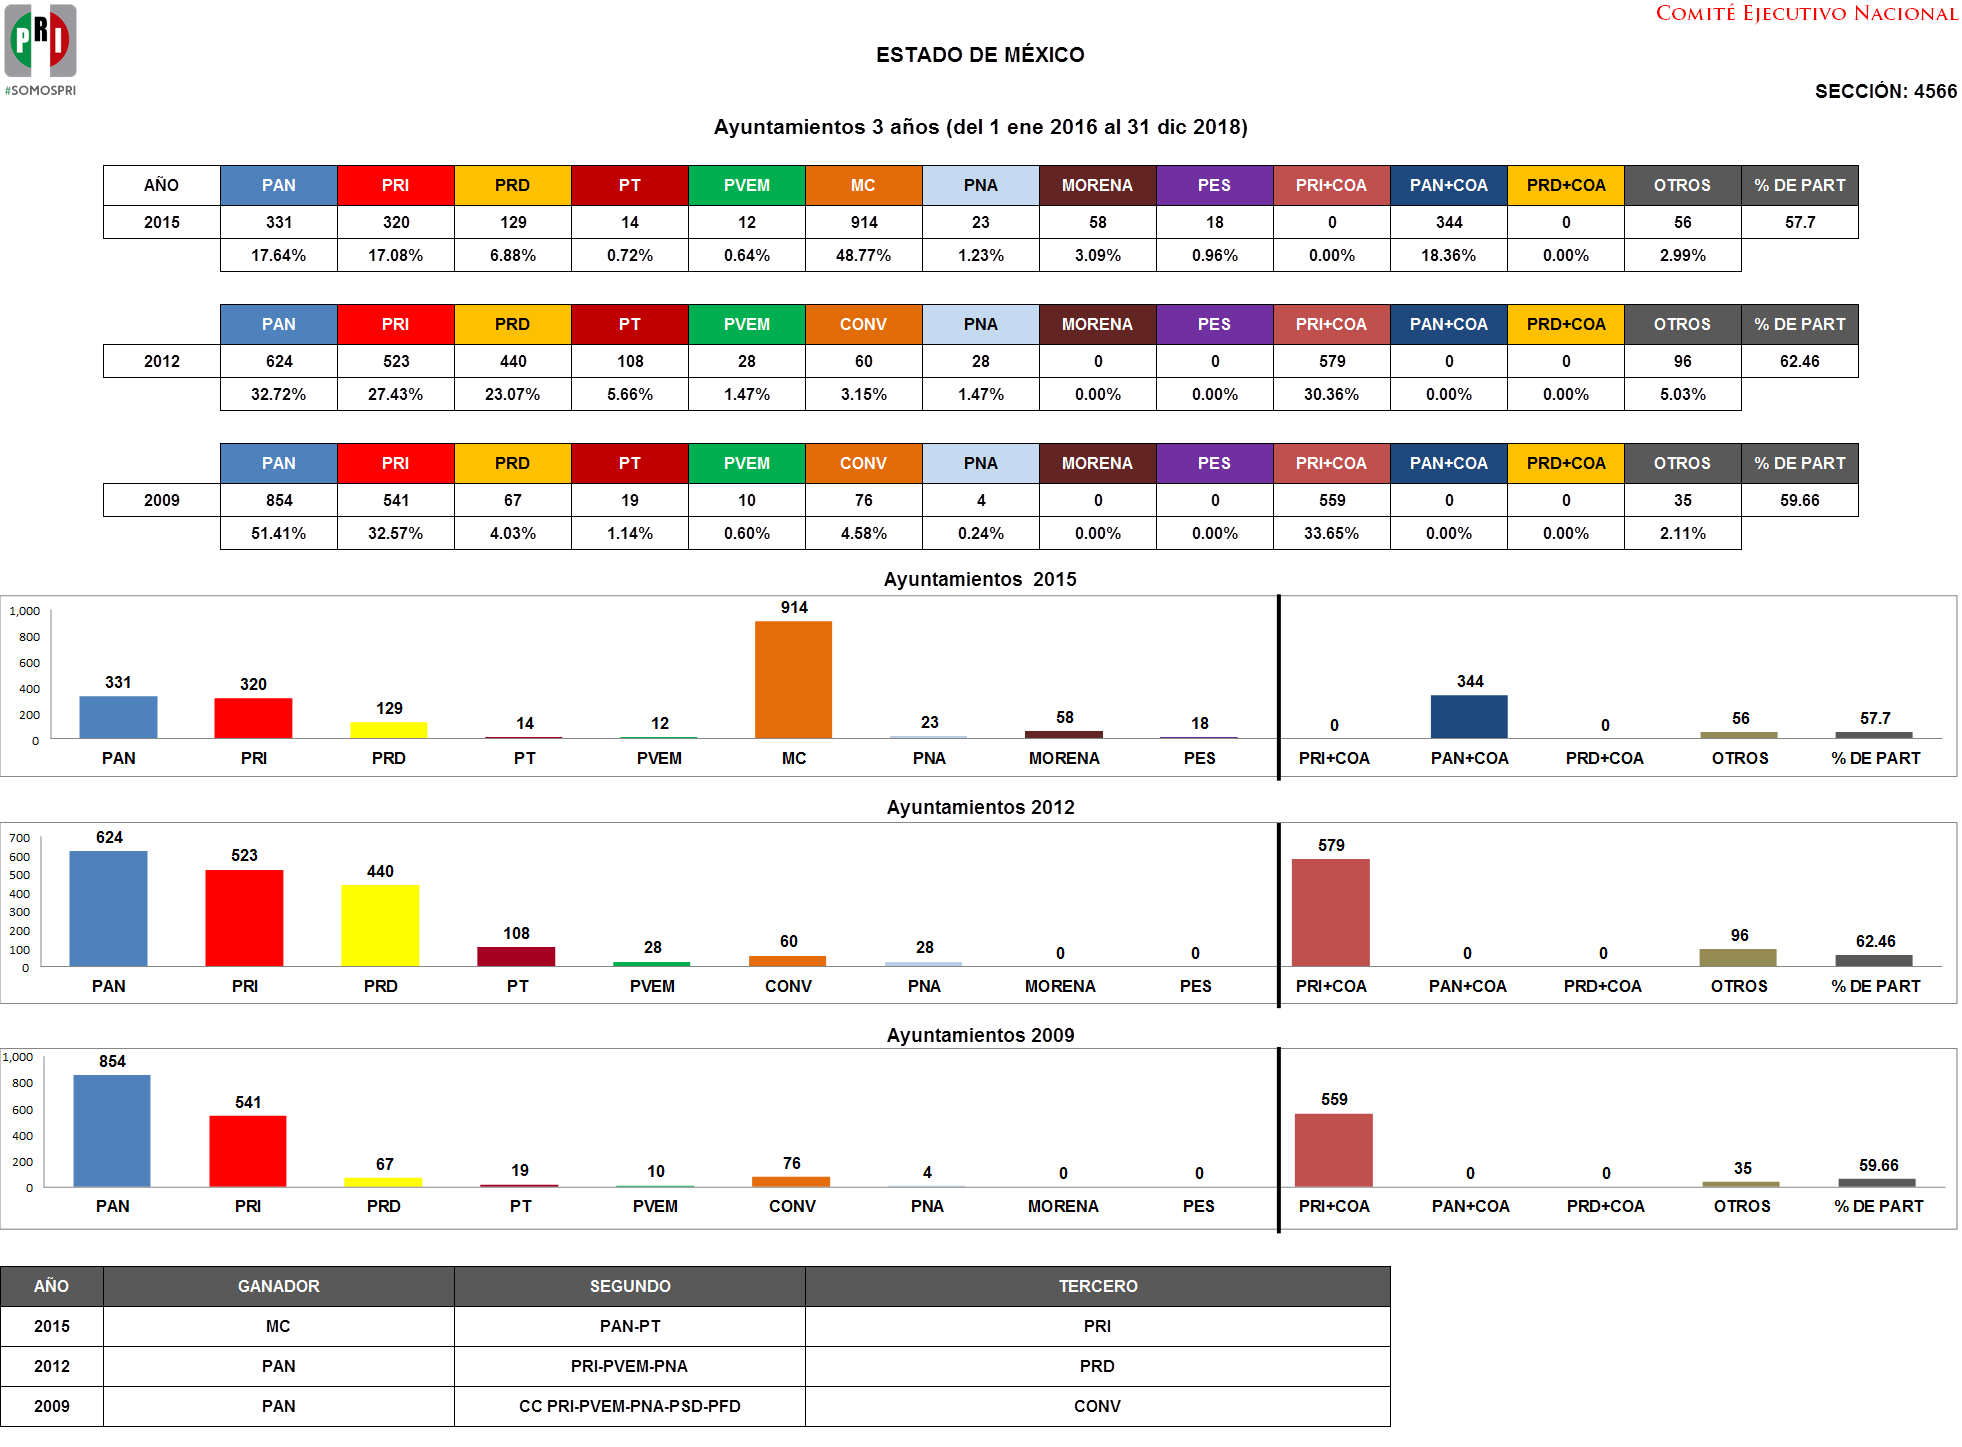 PRI
#SOMOSPRI
COMITÉ EJECUTIVO NACIONAL
ESTADO DE MÉXICO
SECCIÓN: 4566
Ayuntamientos 3 años (del 1 ene 2016 al 31 dic 2018)
AÑO PAN PRI PRD PT PVEM MC PNA MORENA PES PRI+COA PAN+COA PRD+COA OTROS % DE PART
2015 331 320 129 14 12 914 23 58 18 0 344 0 56 57.7
17.64% 17.08% 6.88% 0.72% 0.64% 48.77% 1.23% 3.09% 0.96% 0.00% 18.36% 0.00% 2.99%
PAN PRI PRD PT PVEM CONV PNA MORENA PES PRI+COA PAN+COA PRD+COA OTROS % DE PART
2012 624 523 440 108 28 60 28 0 0 579 0 0 96 62.46
32.72% 27.43% 23.07% 5.66% 1.47% 3.15% 1.47% 0.00% 0.00% 30.36% 0.00% 0.00% 5.03%
PAN PRI PRD PT PVEM CONV PNA MORENA PES PRI+COA PAN+COA PRD+COA OTROS % DE PART
2009 854 541 67 19 10 76 4 0 0 559 0 0 35 59.66
51.41% 32.57% 4.03% 1.14% 0.60% 4.58% 0.24% 0.00% 0.00% 33.65% 0.00% 0.00% 2.11%
Ayuntamientos 2015
1,000
800
600
400
200
0
331 320 129 14 12 914 23 58 18 0 344 0 56 57.7
PAN PRI PRD PT PVEM MC PNA MORENA PES PRI+COA PAN+COA PRD+COA OTROS % DE PART
Ayuntamientos 2012
700
600
500
400
300
200
100
0
624 523 440 108 28 60 28 0 0 579 0 0 96 62.46
PAN PRI PRD PT PVEM CONV PNA MORENA PES PRI+COA PAN+COA PRD+COA OTROS % DE PART
Ayuntamientos 2009
1,000
800
600
400
200
0
854 541 67 19 10 76 4 0 0 559 0 0 35 59.66
PAN PRI PRD PT PVEM CONV PNA MORENA PES PRI+COA PAN+COA PRD+COA OTROS % DE PART
AÑO GANADOR SEGUNDO TERCERO
2015 MC PAN-PT PRI
2012 PAN PRI-PVEM-PNA PRD
2009 PAN CC PRI-PVEM-PNA-PSD-PFD CONV